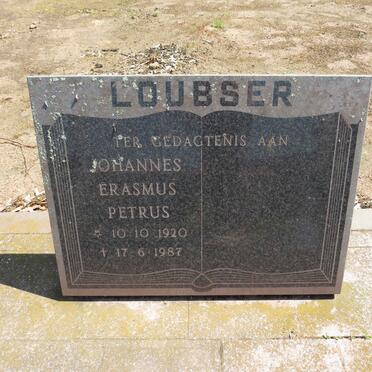 LOUBSER
TER GEDAGTENIS AAN
JOHANNES
ERASMUS
PETRUS
* 10.10.1920
† 17.6.1987